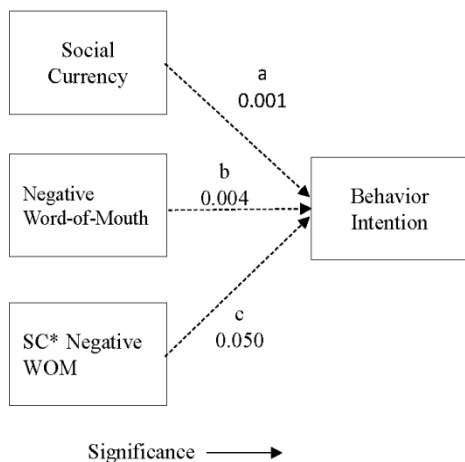 Social
Currency
a
0.001
Negative
Word-of-Mouth
b
0.004
Behavior
Intention
SC* Negative
WOM
c
0.050
Significance